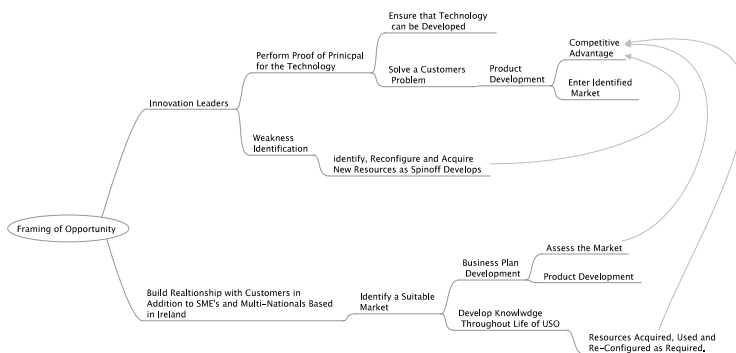 Ensure that Technology
can be Developed
Perform Proof of Prinicpal
for the Technology
Solve a Customers
Problem
Product
Development
Competitive
Advantage
Enter Identified
Market
Innovation Leaders
Weakness
Identification
identify, Reconfigure and Acquire
New Resources as Spinoff Develops
Framing of Opportunity
Build Realtionship with Customers in
Addition to SME's and Multi-Nationals Based
in Ireland
Identify a Suitable
Market
Business Plan
Development
Assess the Market
Product Development
Develop Knowlwdge
Throughout Life of USO
Resources Acquired, Used and
Re-Configured as Required.